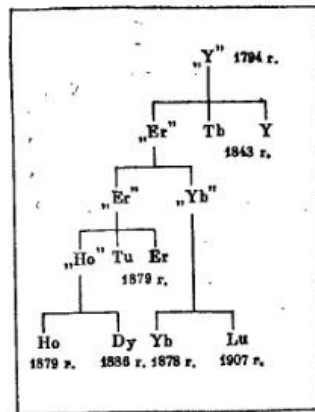 „Y” 1794 г.
„Er” Tb Y
1843 г.
„Er” „Yb”
„Ho” Tu Er
1879 г.
Ho Dy Yb Lu
1879 г. 1886 г. 1878 г. 1907 г.